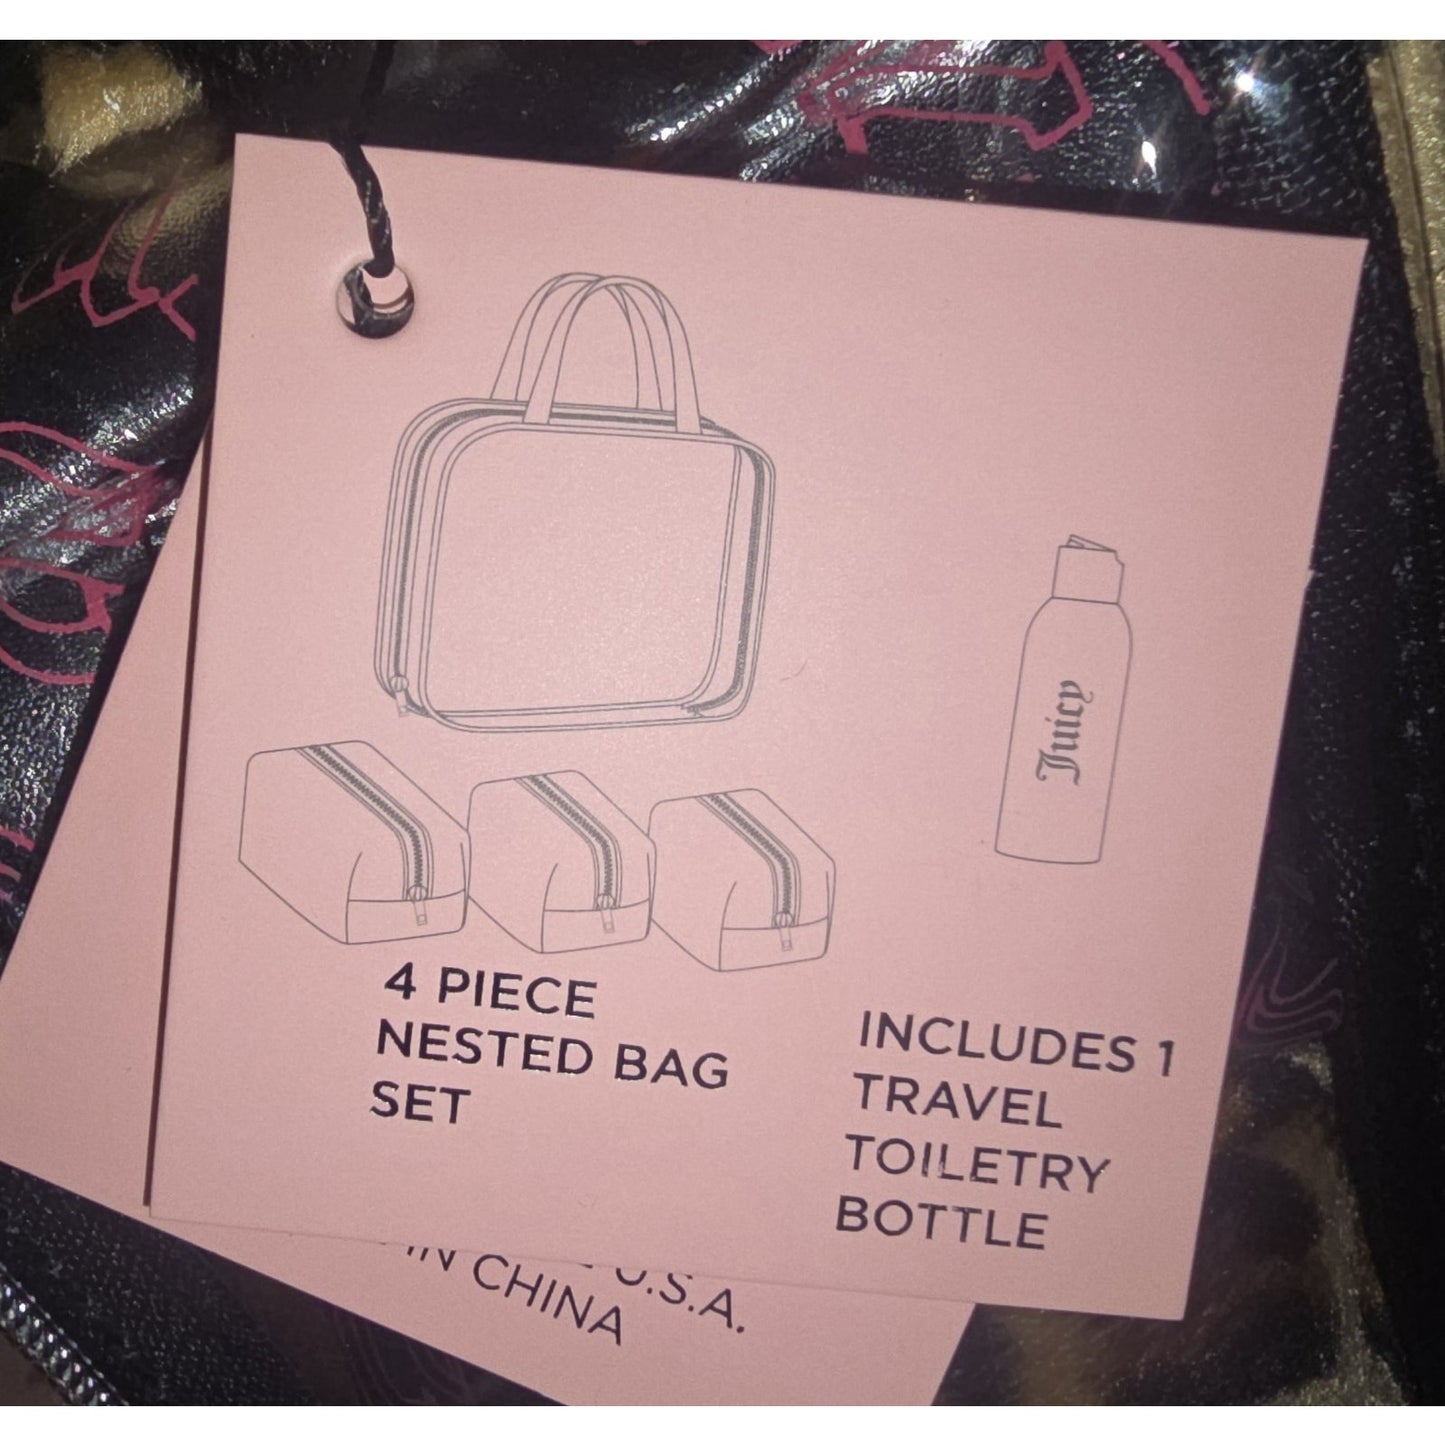 4 PIECE
NESTED BAG
SET
Juicy
INCLUDES 1
TRAVEL
TOILETRY
BOTTLE
U.S.A.
IN CHINA